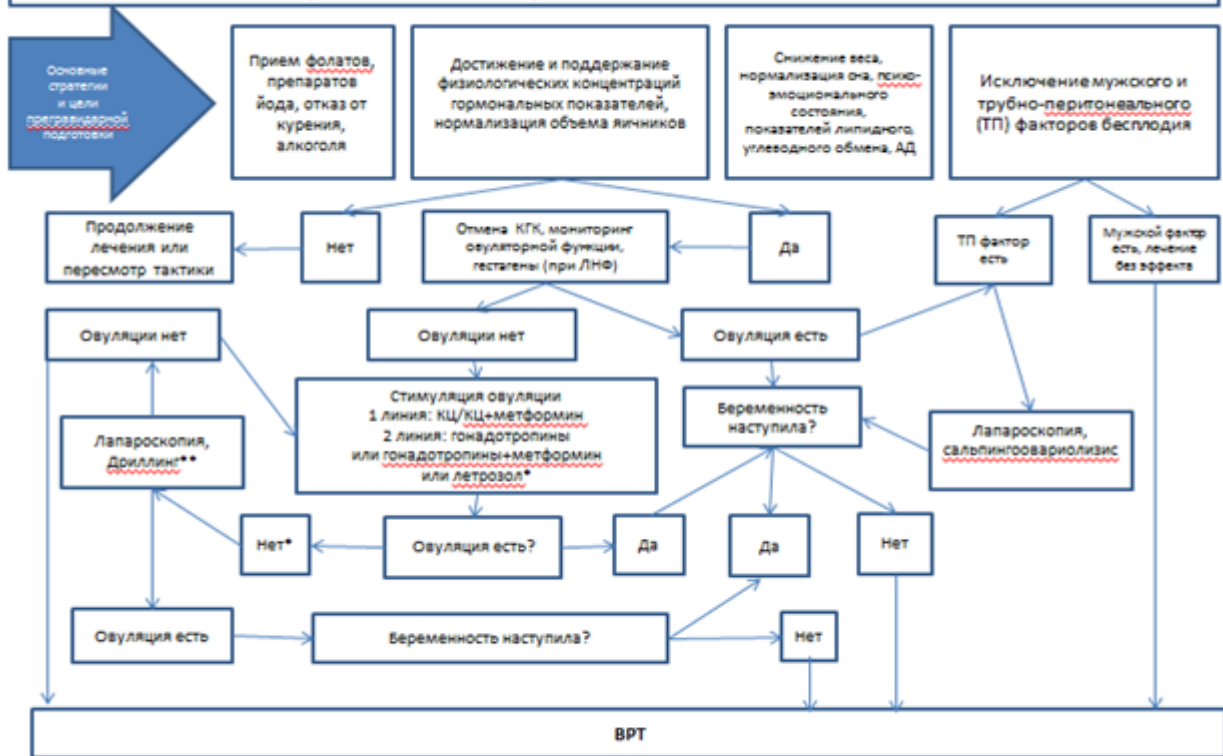 Основные
стратегии
и цели
прегравидарной
подготовки
Прием фолатов,
препаратов
йода, отказ от
курения,
алкоголя
Достижение и поддержание
физиологических концентраций
гормональных показателей,
нормализация объема яичников
Снижение веса,
нормализация сна, психо-
эмоционального
состояния,
показателей липидного,
углеводного обмена, АД
Исключение мужского и
трубно-перитонеального
(ТП) факторов бесплодия
Продолжение
лечения или
пересмотр тактики
Нет
Отмена КГК, мониторинг
овуляторной функции,
гестагены (при ЛНФ)
Да
ТП фактор
есть
Мужской фактор
есть, лечение
без эффекта
Овуляции нет
Овуляции нет
Овуляция есть
Стимуляция овуляции
1 линия: КЦ/КЦ+метформин
2 линия: гонадотропины
или гонадотропины+метформин
или летрозол*
Беременность
наступила?
Лапароскопия,
Дриллинг**
Лапароскопия,
сальпингоовариолизис
Нет*
Овуляция есть?
Да
Да
Нет
Овуляция есть
Беременность наступила?
Нет
ВРТ